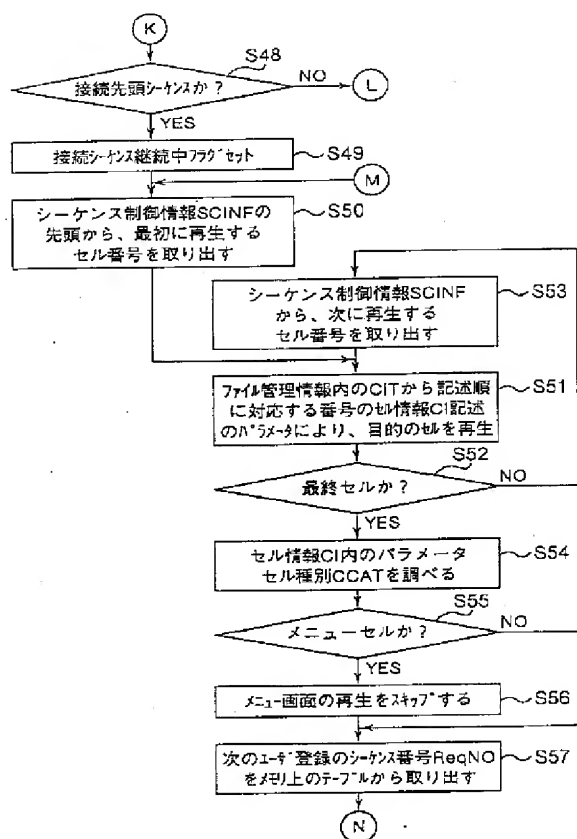 K
S48
接続先頭シーケンスか?
NO
L
YES
接続シーケンス継続中フラグセット
S49
M
シーケンス制御情報SCINFの
先頭から、最初に再生する
セル番号を取り出す
S50
シーケンス制御情報SCINF
から、次に再生する
セル番号を取り出す
S53
ファイル管理情報内のCITから記述順
に対応する番号のセル情報CI記述
のパラメータにより、目的のセルを再生
S51
S52
最終セルか?
NO
YES
セル情報CI内のパラメータ
セル種別CCATを調べる
S54
S55
メニューセルか?
NO
YES
メニュー画面の再生をスキップする
S56
次のユーザ登録のシーケンス番号ReqNO
をメモリ上のテーブルから取り出す
S57
N